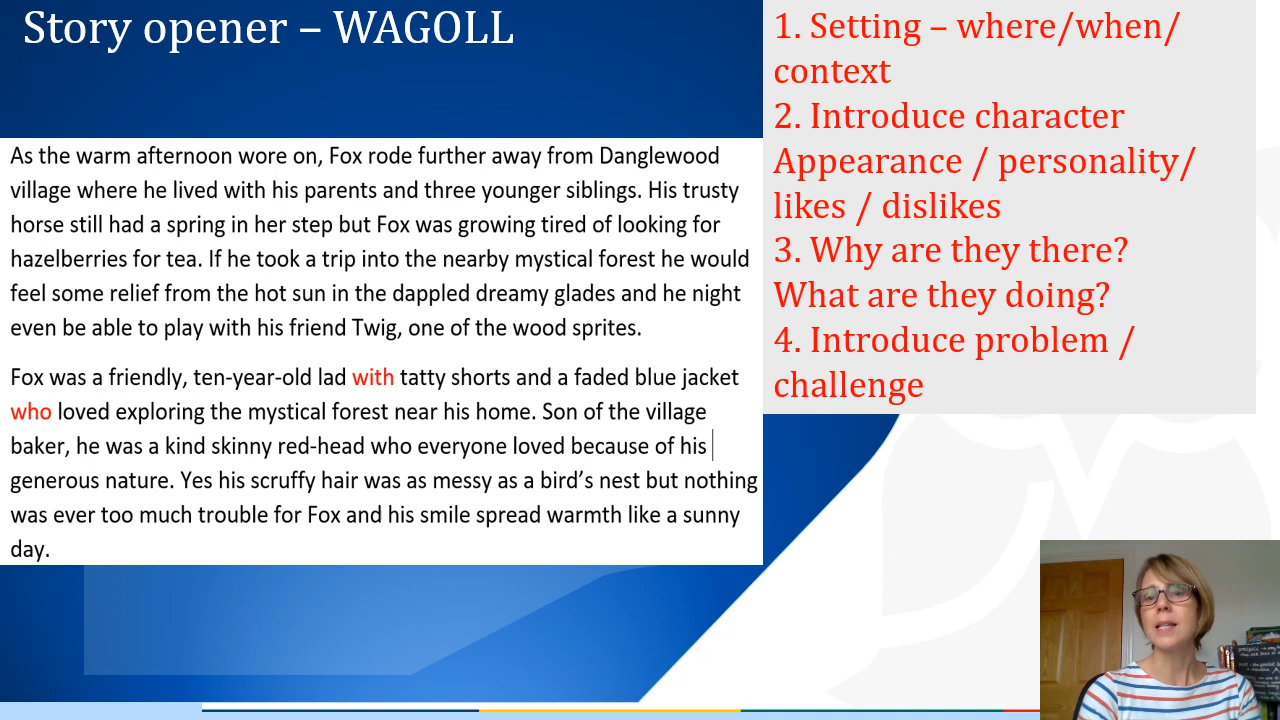 Story opener – WAGOLL
As the warm afternoon wore on, Fox rode further away from Danglewood
village where he lived with his parents and three younger siblings. His trusty
horse still had a spring in her step but Fox was growing tired of looking for
hazelberries for tea. If he took a trip into the nearby mystical forest he would
feel some relief from the hot sun in the dappled dreamy glades and he night
even be able to play with his friend Twig, one of the wood sprites.
Fox was a friendly, ten-year-old lad with tatty shorts and a faded blue jacket
who loved exploring the mystical forest near his home. Son of the village
baker, he was a kind skinny red-head who everyone loved because of his
generous nature. Yes his scruffy hair was as messy as a bird's nest but nothing
was ever too much trouble for Fox and his smile spread warmth like a sunny
day.
1. Setting – where/when/
context
2. Introduce character
Appearance / personality/
likes / dislikes
3. Why are they there?
What are they doing?
4. Introduce problem /
challenge